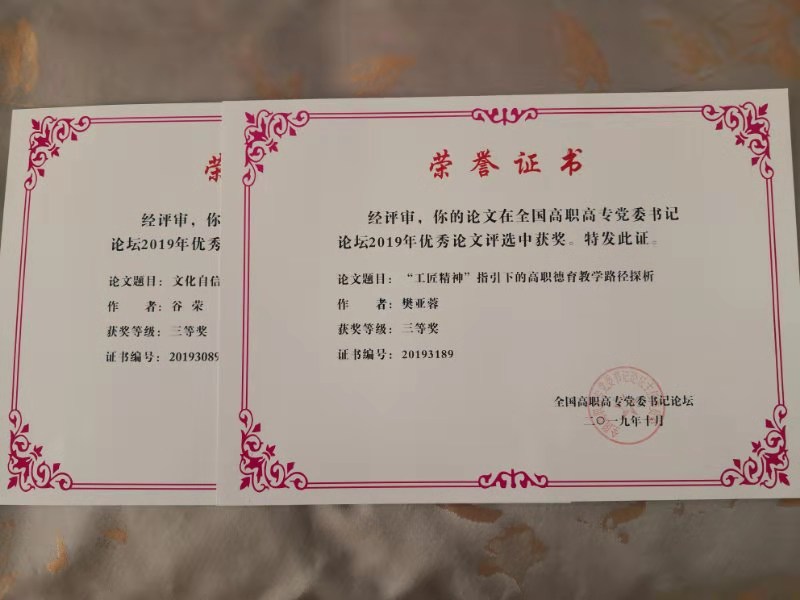 荣誉证书
经评审，你的论文在全国高职高专党委书记
论坛2019年优秀论文评选中获奖。特发此证。
论文题目：“工匠精神”指引下的高职德育教学路径探析
作 者：樊亚蓉
获奖等级：三等奖
证书编号：20193189
全国高职高专党委书记论坛
二〇一九年十月
荣
经评审，你
论坛2019年优秀
论文题目：文化自信
作 者：谷 荣
获奖等级：三等奖
证书编号：20193089